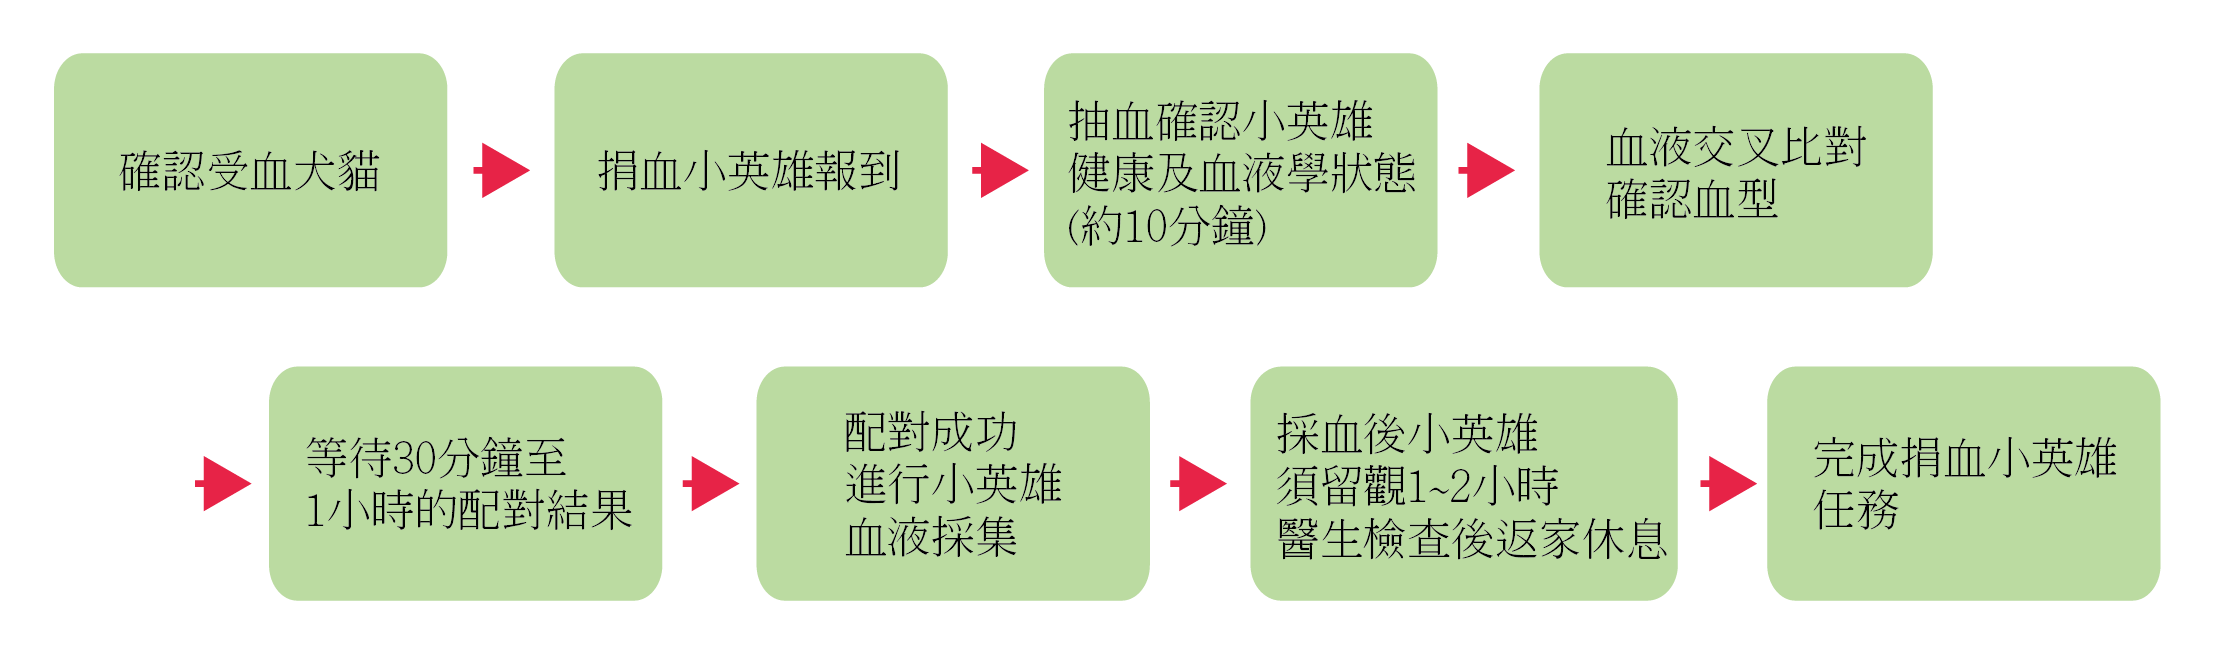 確認受血犬貓
捐血小英雄報到
抽血確認小英雄
健康及血液學狀態
(約10分鐘)
血液交叉比對
確認血型
等待30分鐘至
1小時的配對結果
配對成功
進行小英雄
血液採集
採血後小英雄
須留觀1~2小時
醫生檢查後返家休息
完成捐血小英雄
任務